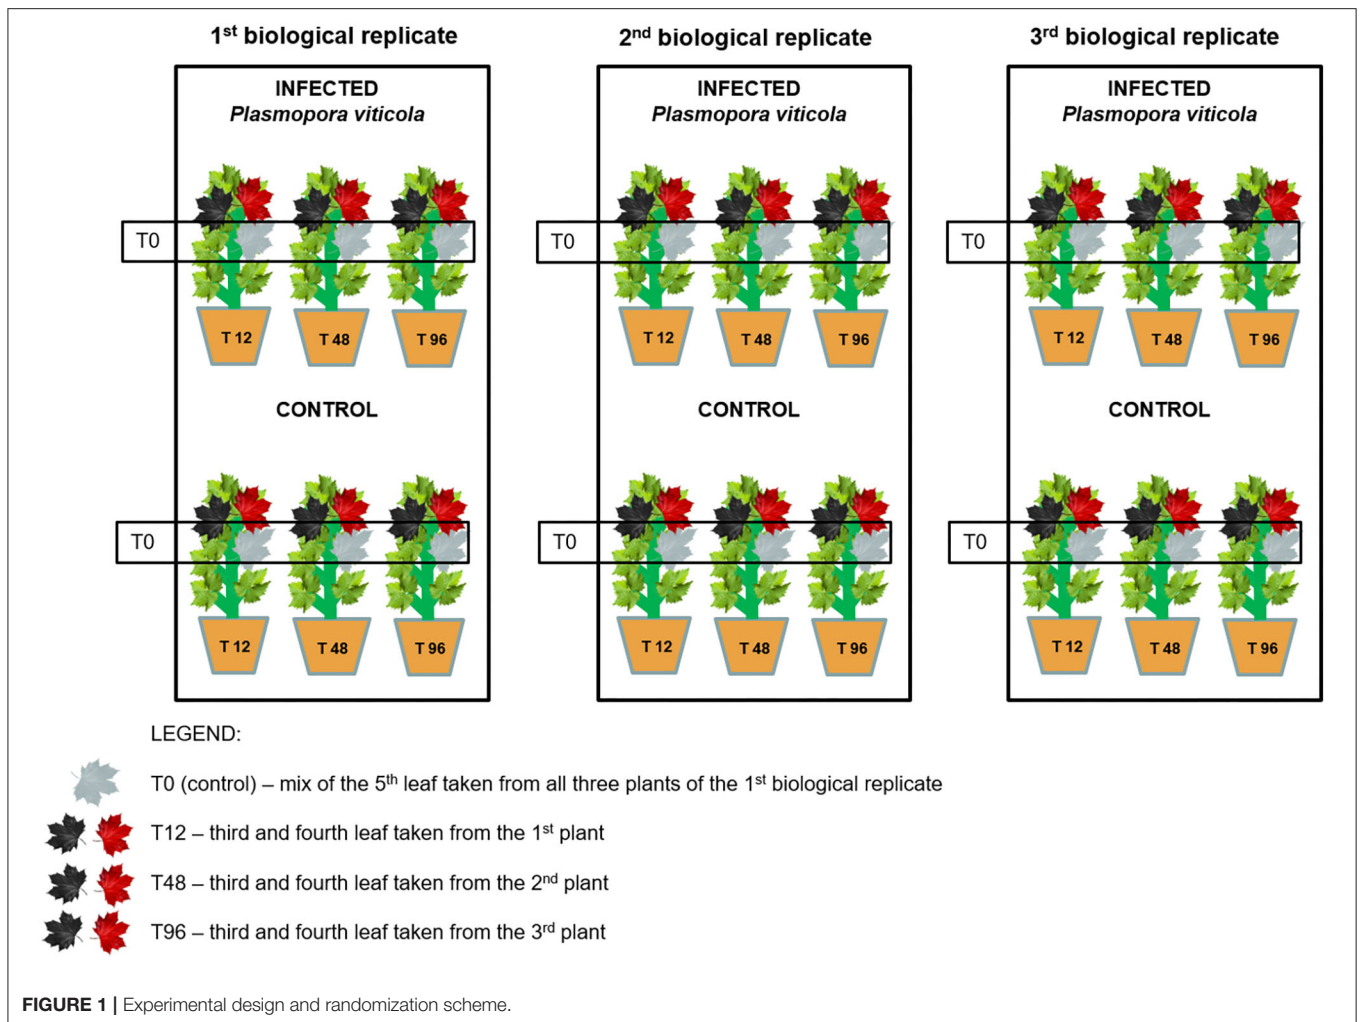 1st biological replicate
2nd biological replicate
3rd biological replicate
INFECTED
Plasmopora viticola
INFECTED
Plasmopora viticola
INFECTED
Plasmopora viticola
T0
T0
T0
T 12 T 48 T 96
T 12 T 48 T 96
T 12 T 48 T 96
CONTROL
CONTROL
CONTROL
T0
T0
T0
T 12 T 48 T 96
T 12 T 48 T 96
T 12 T 48 T 96
LEGEND:
T0 (control) – mix of the 5th leaf taken from all three plants of the 1st biological replicate
T12 – third and fourth leaf taken from the 1st plant
T48 – third and fourth leaf taken from the 2nd plant
T96 – third and fourth leaf taken from the 3rd plant
FIGURE 1 | Experimental design and randomization scheme.